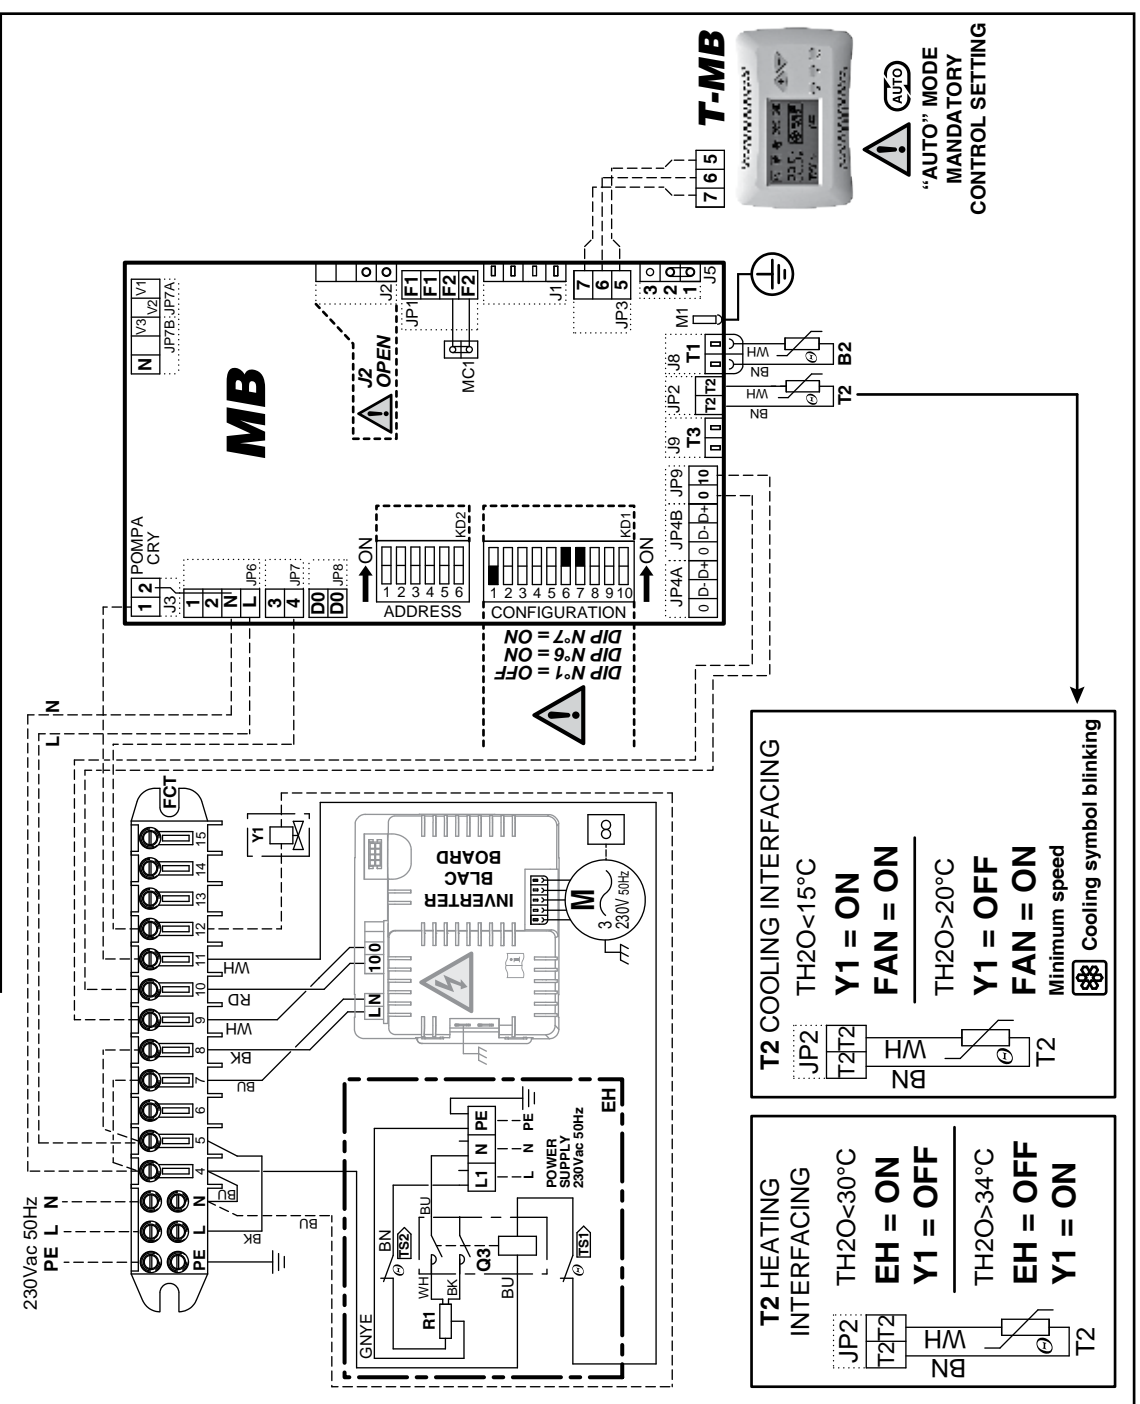 T-MB
7 6 5
AUTO
"AUTO" MODE
MANDATORY
CONTROL SETTING
MB
N V3 V2 V1
JP7B JP7A
J2
J2
OPEN
JP1
F1 F1 F2 F2
MC1
J1
JP3
7 6 5
3 2 1
J5
M1
J8
T1
JP2
T2 T2
J9
T3
BN WH
B2
BN WH
T2
JP9
0 10
JP4B
0 D- D+
JP4A
0 D- D+
POMPA
CRY
1 2
J3
1 2 N L
JP6
3 4
JP7
D0 D0
JP8
ON
KD2
1 2 3 4 5 6
ADDRESS
KD1
1 2 3 4 5 6 7 8 9 10
CONFIGURATION
ON
DIP N°1 = OFF
DIP N°6 = ON
DIP N°7 = ON
N
L
230Vac 50Hz
PE L N
PE L N 4 5 6 7 8 9 10 11 12 13 14 15
FCT
BU
BK
BU
BU
BK
WH
RD
WH
Y1
INVERTER
BLAC
BOARD
L N
10 0
M
3
230V 50Hz
8
EH
GNYE
BN
TS2
BU
WH
BK
R1
Q3
BU
TS1
L1 N PE
L N PE
POWER
SUPPLY
230Vac 50Hz
T2 HEATING
INTERFACING
JP2
T2 T2
BN WH
T2
TH2O<30°C
EH = ON
Y1 = OFF
TH2O>34°C
EH = OFF
Y1 = ON
T2 COOLING INTERFACING
JP2
T2 T2
BN WH
T2
TH2O<15°C
Y1 = ON
FAN = ON
TH2O>20°C
Y1 = OFF
FAN = ON
Minimum speed
Cooling symbol blinking